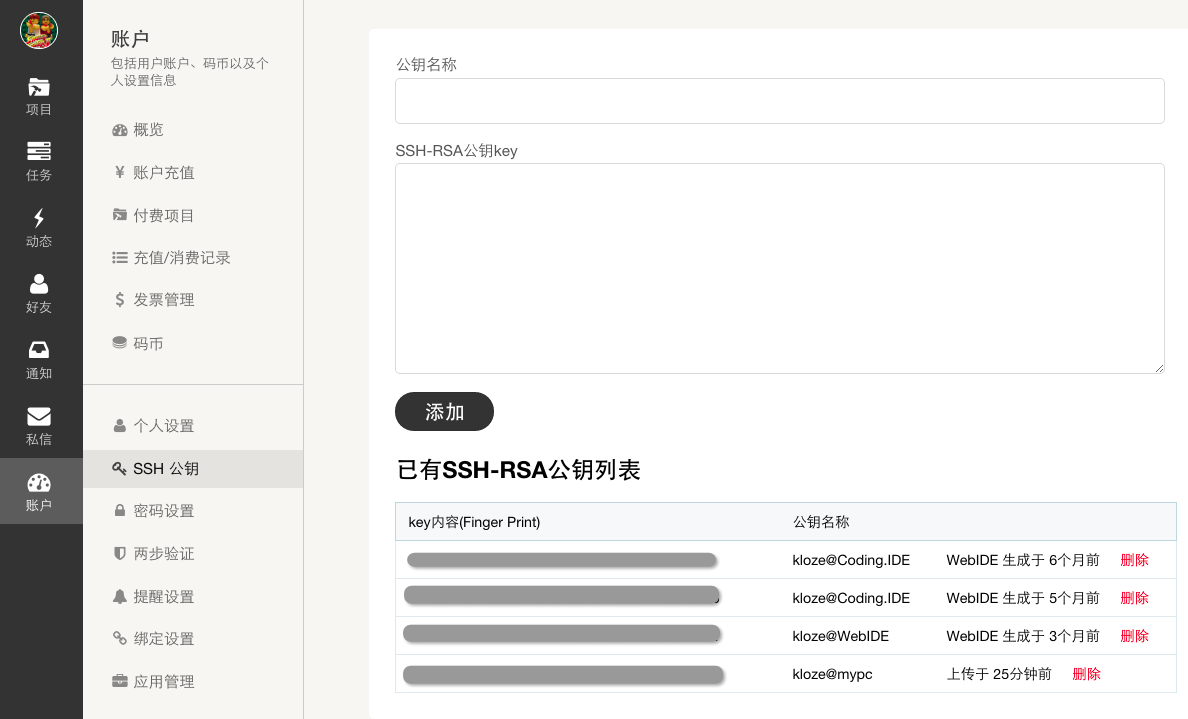 项目
任务
动态
好友
通知
私信
账户
账户
包括用户账户、码币以及个
人设置信息
概览
¥ 账户充值
付费项目
充值/消费记录
$ 发票管理
码币
个人设置
SSH 公钥
密码设置
两步验证
提醒设置
绑定设置
应用管理
公钥名称
SSH-RSA公钥key
添加
已有SSH-RSA公钥列表
key内容(Finger Print) 公钥名称
kloze@Coding.IDE WebIDE 生成于 6个月前 删除
kloze@Coding.IDE WebIDE 生成于 5个月前 删除
kloze@WebIDE WebIDE 生成于 3个月前 删除
kloze@mypc 上传于 25分钟前 删除